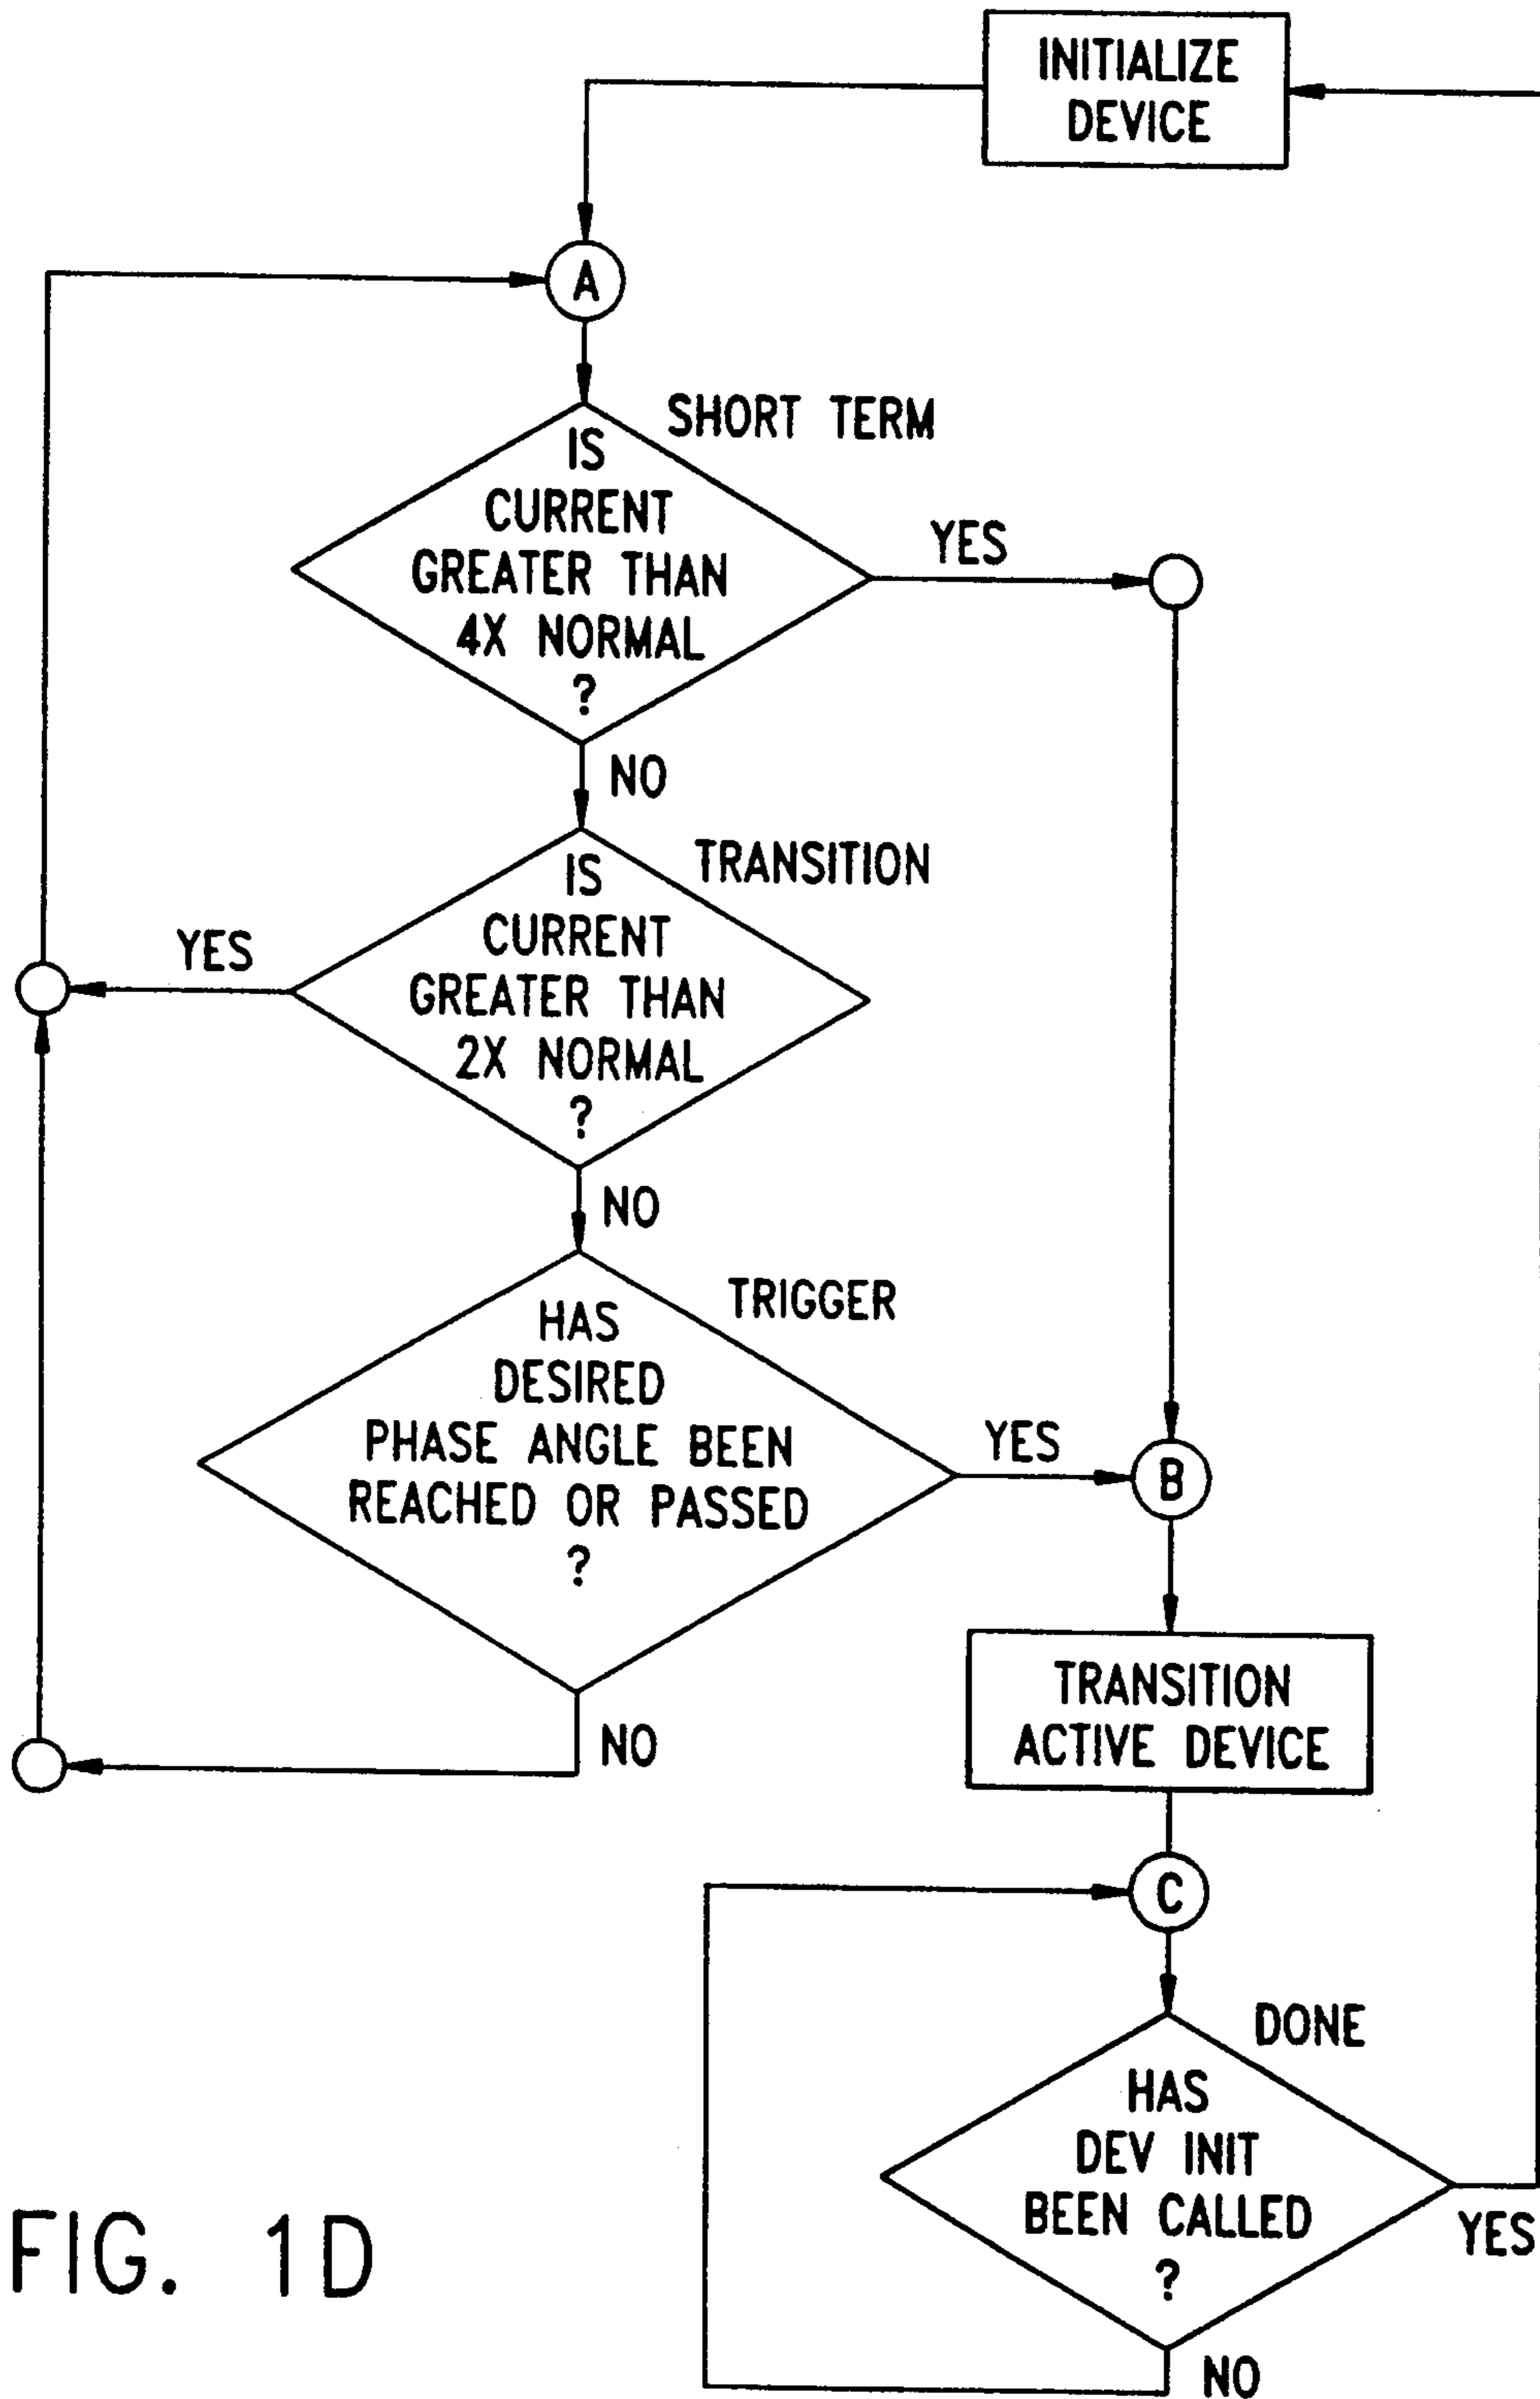 INITIALIZE
DEVICE
A
SHORT TERM
IS
CURRENT
GREATER THAN
4X NORMAL
?
YES
NO
TRANSITION
IS
CURRENT
GREATER THAN
2X NORMAL
?
YES
NO
TRIGGER
HAS
DESIRED
PHASE ANGLE BEEN
REACHED OR PASSED
?
YES
B
NO
TRANSITION
ACTIVE DEVICE
C
DONE
HAS
DEV INIT
BEEN CALLED
?
YES
NO
FIG. 1D